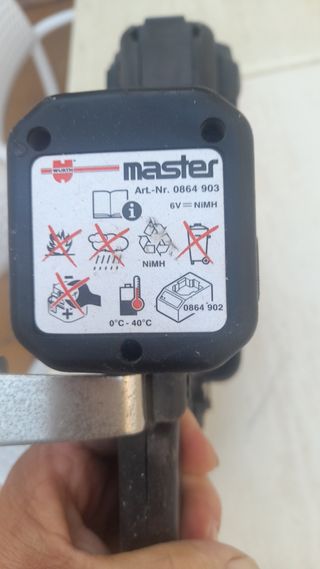 WÜRTH
master
Art.-Nr. 0864 903
6V NiMH
NiMH
0°C - 40°C
0864 902